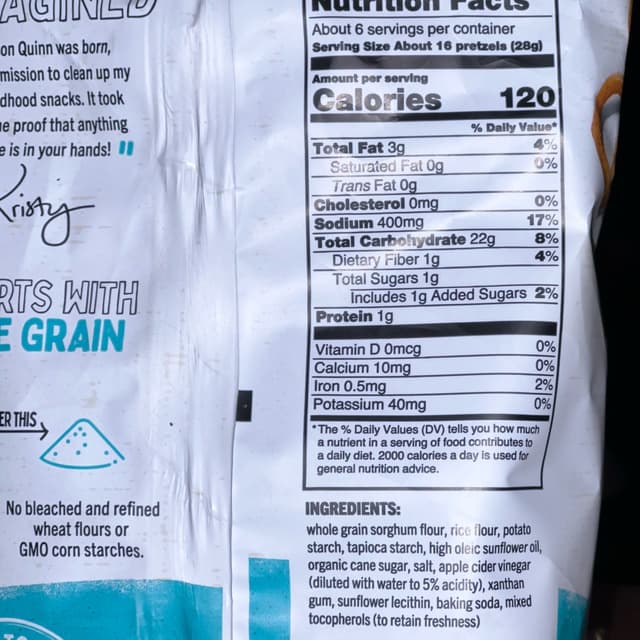 on Quinn was born,
mission to clean up my
dhood snacks. It took
e proof that anything
e is in your hands! "
Kristy
RTS WITH
E GRAIN
ER THIS
No bleached and refined
wheat flours or
GMO corn starches.
TO
Nutrition Facts
About 6 servings per container
Serving Size About 16 pretzels (28g)
Amount per serving
Calories 120
% Daily Value*
Total Fat 3g 4%
Saturated Fat 0g 0%
Trans Fat 0g
Cholesterol 0mg 0%
Sodium 400mg 17%
Total Carbohydrate 22g 8%
Dietary Fiber 1g 4%
Total Sugars 1g
Includes 1g Added Sugars 2%
Protein 1g
Vitamin D 0mcg 0%
Calcium 10mg 0%
Iron 0.5mg 2%
Potassium 40mg 0%
*The % Daily Values (DV) tells you how much
a nutrient in a serving of food contributes to
a daily diet. 2000 calories a day is used for
general nutrition advice.
INGREDIENTS:
whole grain sorghum flour, rice flour, potato
starch, tapioca starch, high oleic sunflower oil,
organic cane sugar, salt, apple cider vinegar
(diluted with water to 5% acidity), xanthan
gum, sunflower lecithin, baking soda, mixed
tocopherols (to retain freshness)